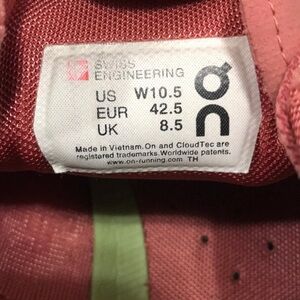 SWISS
ENGINEERING
US W10.5
EUR 42.5
UK 8.5
On
Made in Vietnam. On and CloudTec are
registered trademarks. Worldwide patents.
www.on-running.com TH